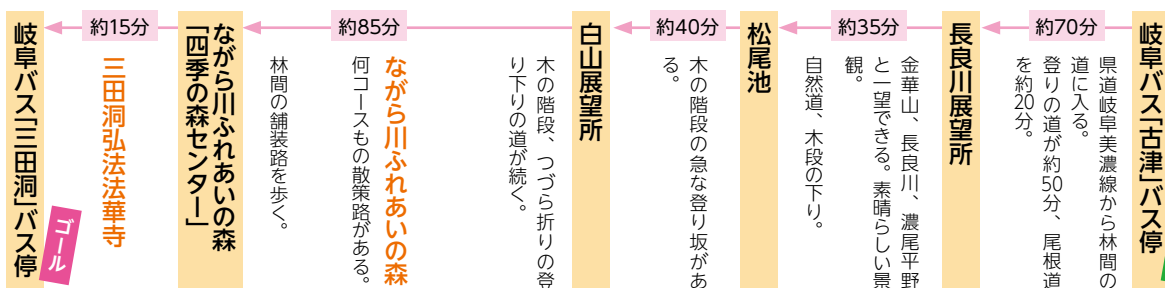 岐阜バス「古津」バス停
約70分
県道岐阜美濃線から林間の
道に入る。
登りの道が約50分、尾根道
を約20分。
長良川展望所
約35分
金華山、長良川、濃尾平野
と一望できる。素晴らしい景
観。
自然道、木段の下り。
松尾池
約40分
木の階段の急な登り坂があ
る。
白山展望所
約85分
木の階段、つづら折りの登
り下りの道が続く。
ながら川ふれあいの森
何コースもの散策路がある。
林間の舗装路を歩く。
ながら川ふれあいの森
「四季の森センター」
約15分
三田洞弘法法華寺
岐阜バス「三田洞」バス停
ゴール